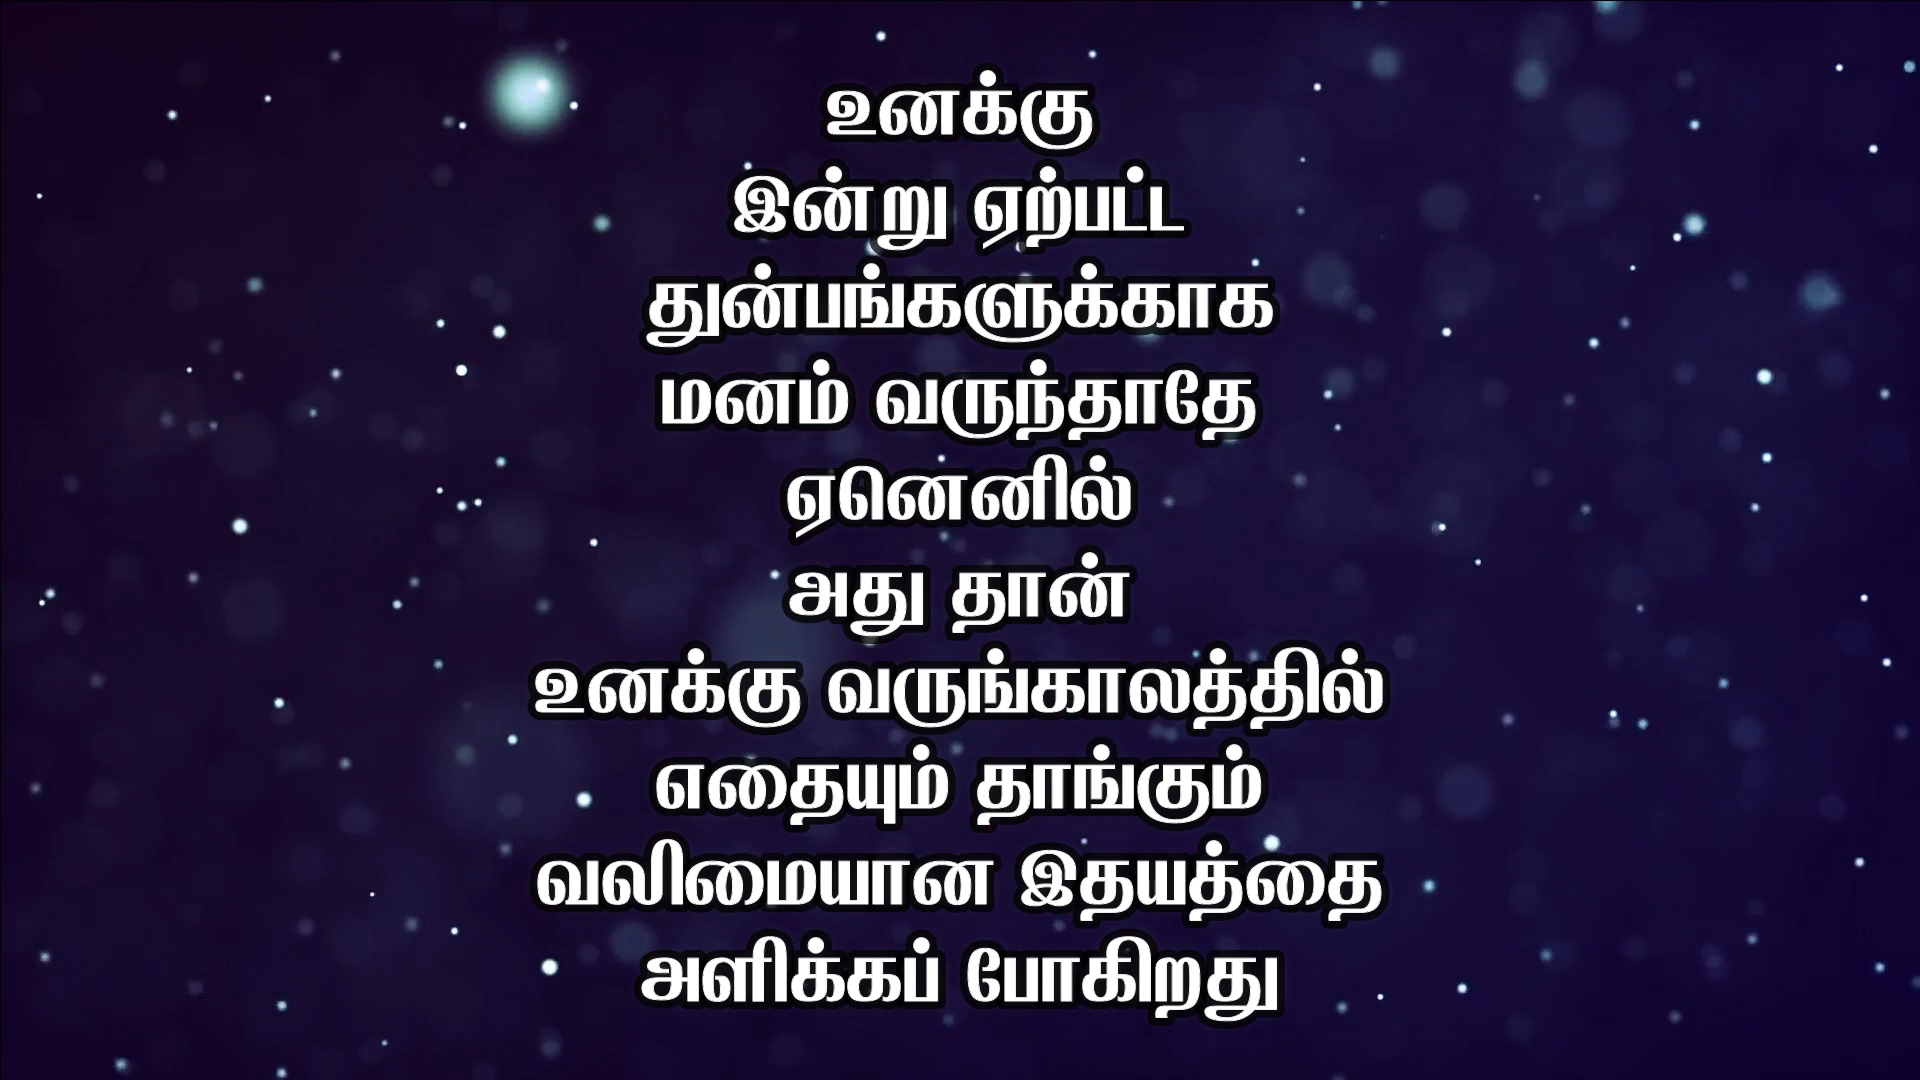 உனக்கு
இன்று ஏற்பட்ட
துன்பங்களுக்காக
மனம் வருந்தாதே
ஏனெனில்
அது தான்
உனக்கு வருங்காலத்தில்
எதையும் தாங்கும்
வலிமையான இதயத்தை
அளிக்கப் போகிறது